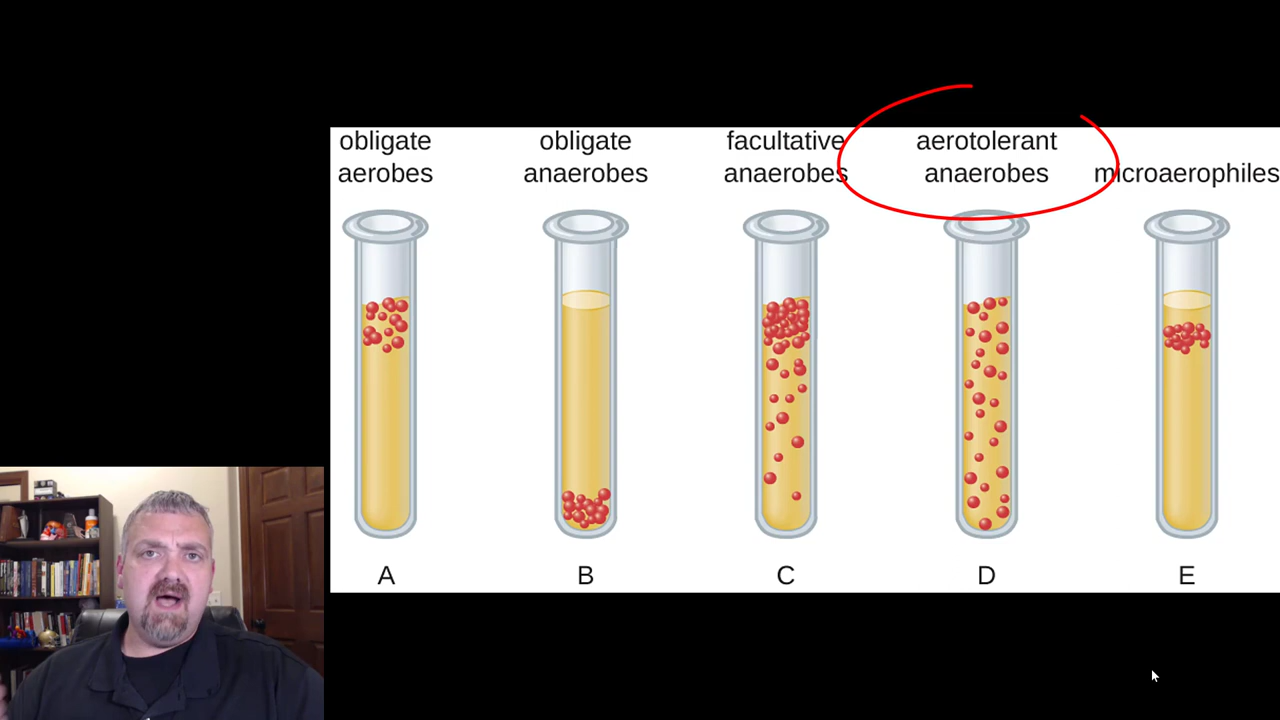 obligate
aerobes
obligate
anaerobes
facultative
anaerobes
aerotolerant
anaerobes
microaerophiles
A
B
C
D
E